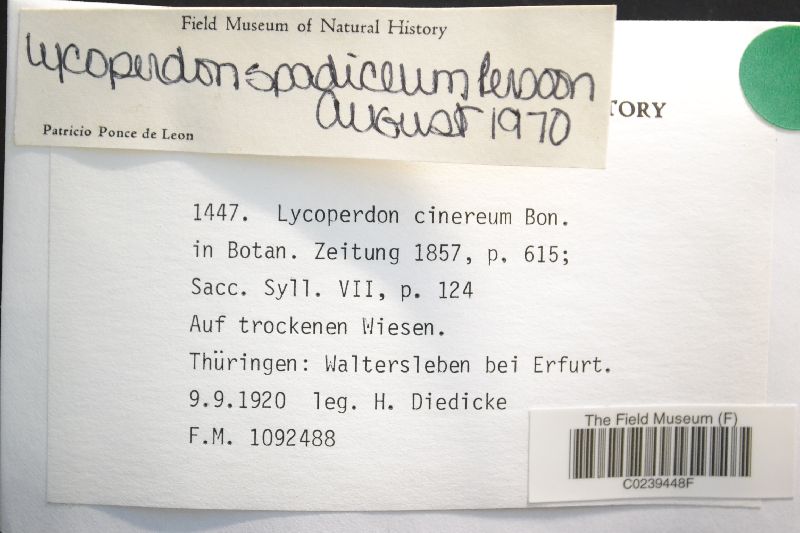 Field Museum of Natural History
Lycoperdon spadiceum Persoon
August 1970
Patricio Ponce de Leon
TORY
1447. Lycoperdon cinereum Bon.
in Botan. Zeitung 1857, p. 615;
Sacc. Syll. VII, p. 124
Auf trockenen Wiesen.
Thüringen: Waltersleben bei Erfurt.
9.9.1920 leg. H. Diedicke
F.M. 1092488
The Field Museum (F)
C0239448F